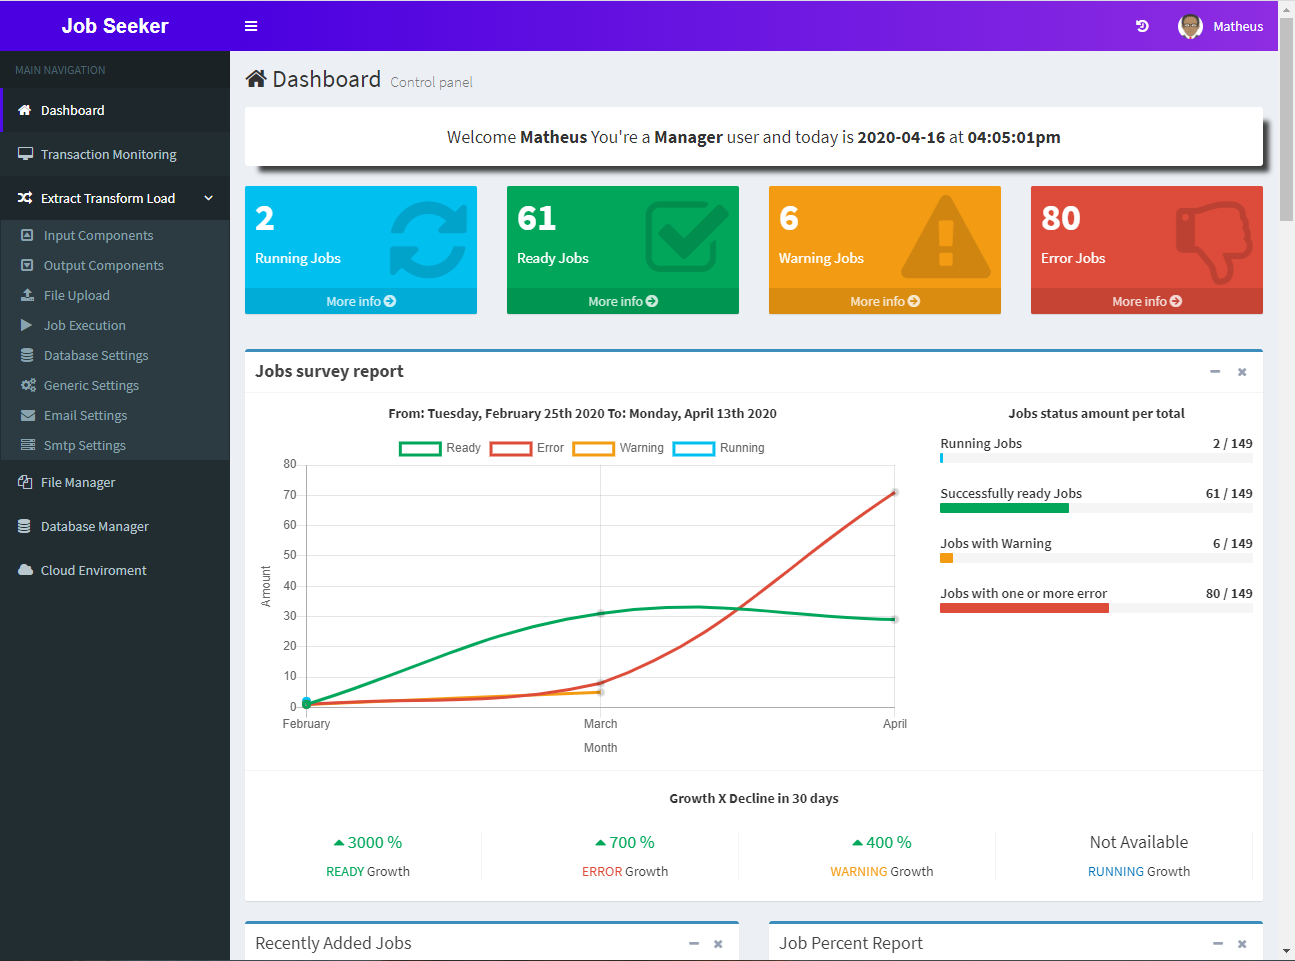 Job Seeker
Matheus
MAIN NAVIGATION
Dashboard
Transaction Monitoring
Extract Transform Load
Input Components
Output Components
File Upload
Job Execution
Database Settings
Generic Settings
Email Settings
Smtp Settings
File Manager
Database Manager
Cloud Enviroment
Dashboard Control panel
Welcome Matheus You're a Manager user and today is 2020-04-16 at 04:05:01pm
2
Running Jobs
More info
61
Ready Jobs
More info
6
Warning Jobs
More info
80
Error Jobs
More info
Jobs survey report
From: Tuesday, February 25th 2020 To: Monday, April 13th 2020
Ready Error Warning Running
80
70
60
50
40
30
20
10
0
Amount
February March April
Month
Jobs status amount per total
Running Jobs 2 / 149
Successfully ready Jobs 61 / 149
Jobs with Warning 6 / 149
Jobs with one or more error 80 / 149
Growth X Decline in 30 days
3000 %
READY Growth
700 %
ERROR Growth
400 %
WARNING Growth
Not Available
RUNNING Growth
Recently Added Jobs
Job Percent Report